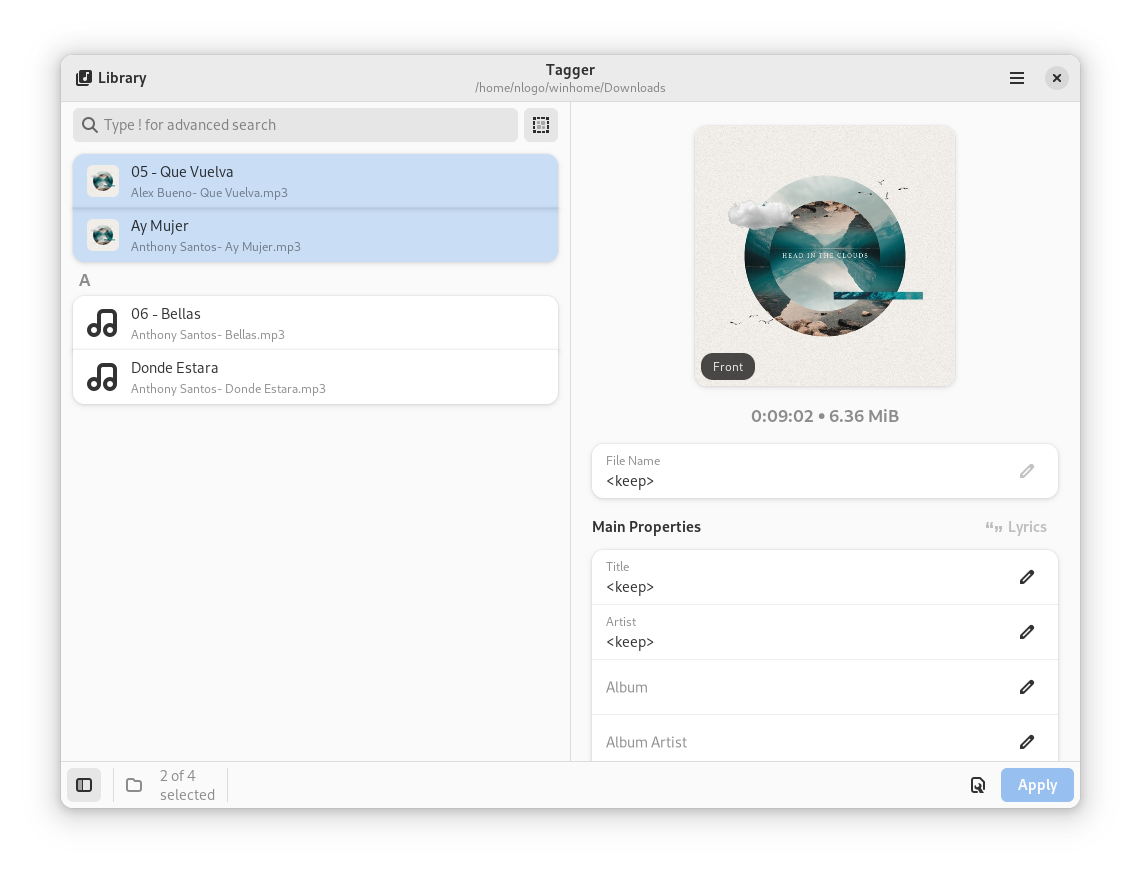 Library
Tagger
/home/nlogo/winhome/Downloads
Type ! for advanced search
05 - Que Vuelva
Alex Bueno- Que Vuelva.mp3
Ay Mujer
Anthony Santos- Ay Mujer.mp3
A
06 - Bellas
Anthony Santos- Bellas.mp3
Donde Estara
Anthony Santos- Donde Estara.mp3
HEAD IN THE CLOUDS
Front
0:09:02 • 6.36 MiB
File Name
<keep>
Main Properties
Lyrics
Title
<keep>
Artist
<keep>
Album
Album Artist
2 of 4
selected
Apply